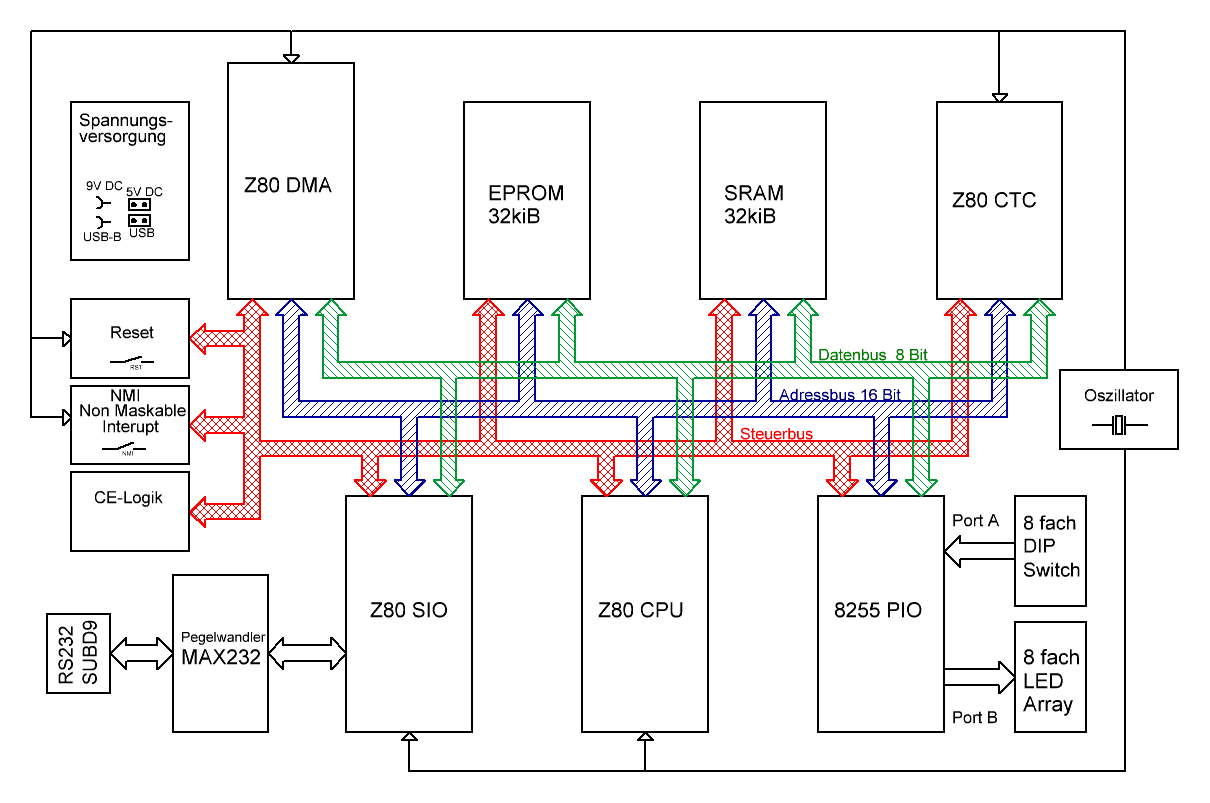 Spannungs-
versorgung
9V DC
5V DC
USB-B
USB
Z80 DMA
EPROM
32kiB
SRAM
32kiB
Z80 CTC
Reset
RST
NMI
Non Maskable
Interupt
NMI
CE-Logik
Datenbus 8 Bit
Adressbus 16 Bit
Steuerbus
Oszillator
RS232
SUBD9
Pegelwandler
MAX232
Z80 SIO
Z80 CPU
8255 PIO
Port A
8 fach
DIP
Switch
Port B
8 fach
LED
Array